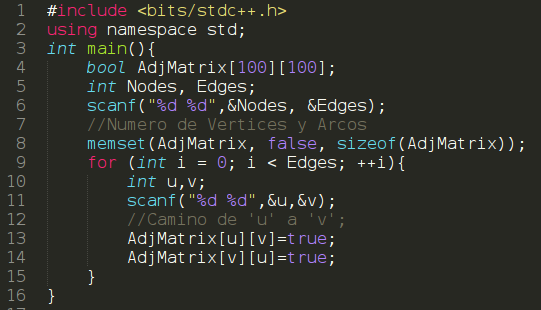 1 #include <bits/stdc++.h>
2 using namespace std;
3 int main(){
4 bool AdjMatrix[100][100];
5 int Nodes, Edges;
6 scanf("%d %d",&Nodes, &Edges);
7 //Numero de Vertices y Arcos
8 memset(AdjMatrix, false, sizeof(AdjMatrix));
9 for (int i = 0; i < Edges; ++i){
10 int u,v;
11 scanf("%d %d",&u,&v);
12 //Camino de 'u' a 'v';
13 AdjMatrix[u][v]=true;
14 AdjMatrix[v][u]=true;
15 }
16 }